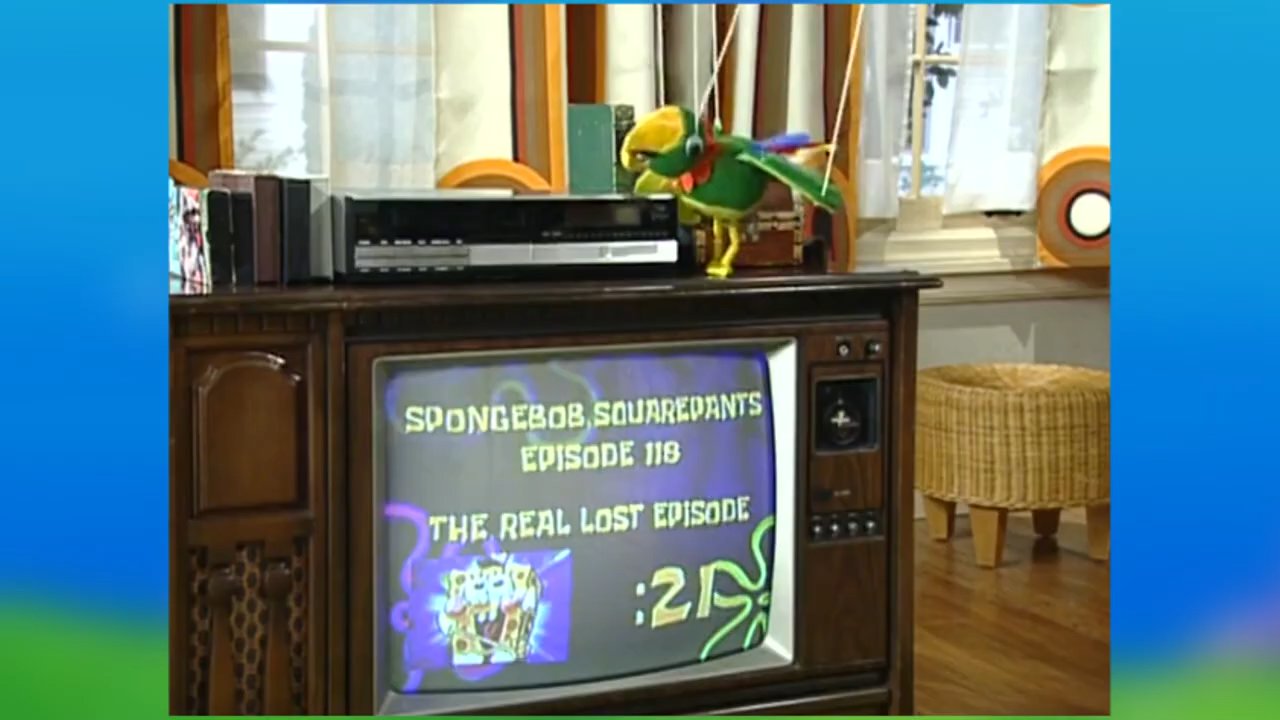 SPONGEBOB SQUAREPANTS
EPISODE 118
THE REAL LOST EPISODE
:21